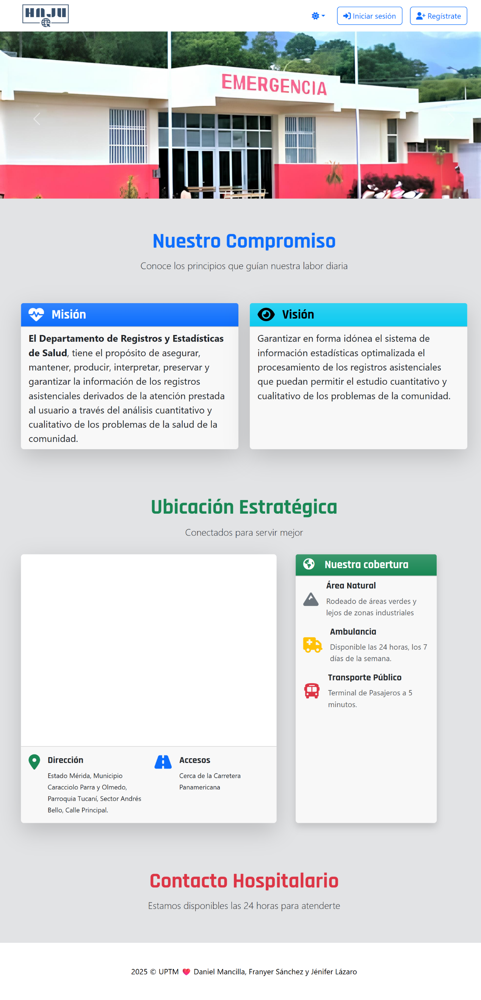 HNJU
Iniciar sesión
Regístrate
EMERGENCIA
Nuestro Compromiso
Conoce los principios que guían nuestra labor diaria
Misión
El Departamento de Registros y Estadísticas
de Salud, tiene el propósito de asegurar,
mantener, producir, interpretar, preservar y
garantizar la información de los registros
asistenciales derivados de la atención prestada
al usuario a través del análisis cuantitativo y
cualitativo de los problemas de la salud de la
comunidad.
Visión
Garantizar en forma idónea el sistema de
información estadísticas optimalizada el
procesamiento de los registros asistenciales
que puedan permitir el estudio cuantitativo y
cualitativo de los problemas de la comunidad.
Ubicación Estratégica
Conectados para servir mejor
Dirección
Estado Mérida, Municipio
Caracciolo Parra y Olmedo,
Parroquia Tucaní, Sector Andrés
Bello, Calle Principal.
Accesos
Cerca de la Carretera
Panamericana
Nuestra cobertura
Área Natural
Rodeado de áreas verdes y
lejos de zonas industriales
Ambulancia
Disponible las 24 horas, los 7
días de la semana.
Transporte Público
Terminal de Pasajeros a 5
minutos.
Contacto Hospitalario
Estamos disponibles las 24 horas para atenderte
2025 © UPTM ❤ Daniel Mancilla, Franyer Sánchez y Jénifer Lázaro